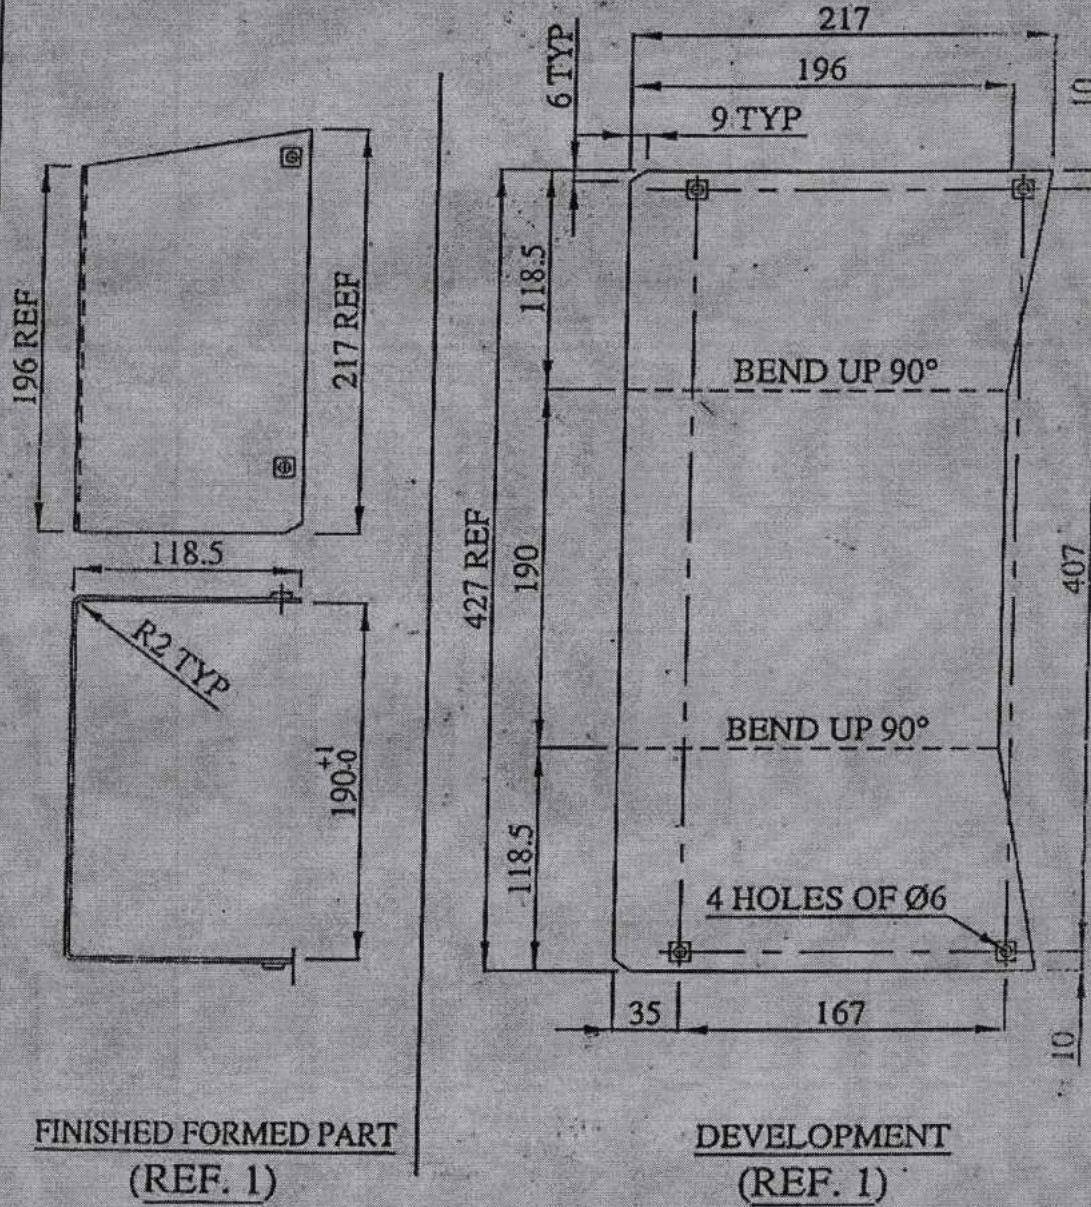 196 REF
217 REF
118.5
R2 TYP
190 +1 -0
FINISHED FORMED PART
(REF. 1)
217
196
6 TYP
9 TYP
10
118.5
BEND UP 90°
427 REF
190
407
BEND UP 90°
118.5
4 HOLES OF Ø6
35
167
10
DEVELOPMENT
(REF. 1)